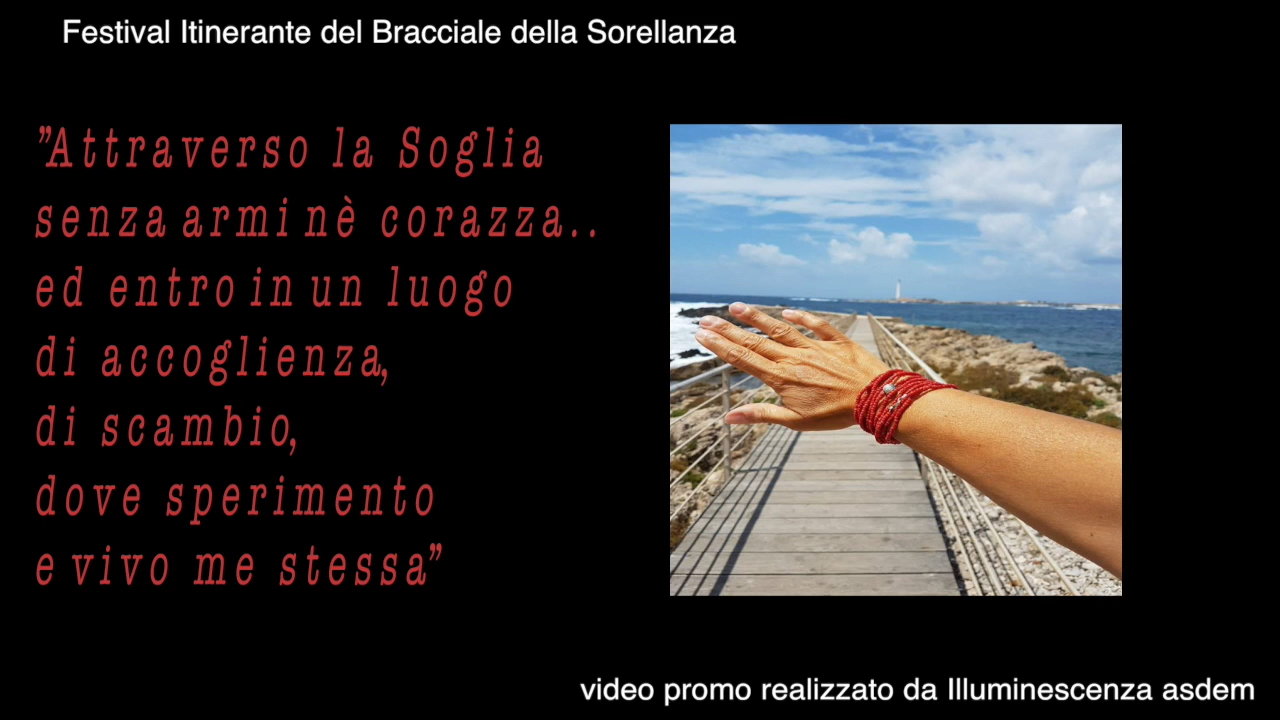 Festival Itinerante del Bracciale della Sorellanza
"Attraverso la Soglia
senza armi nè corazza..
ed entro in un luogo
di accoglienza,
di scambio,
dove sperimento
e vivo me stessa"
video promo realizzato da Illuminescenza asdem